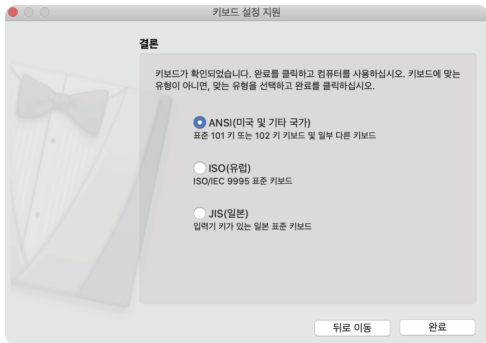 키보드 설정 지원
결론
키보드가 확인되었습니다. 완료를 클릭하고 컴퓨터를 사용하십시오. 키보드에 맞는
유형이 아니면, 맞는 유형을 선택하고 완료를 클릭하십시오.
ANSI(미국 및 기타 국가)
표준 101 키 또는 102 키 키보드 및 일부 다른 키보드
ISO(유럽)
ISO/IEC 9995 표준 키보드
JIS(일본)
입력기 키가 있는 일본 표준 키보드
뒤로 이동
완료